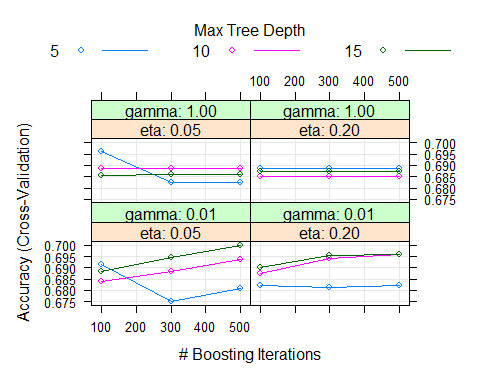 Max Tree Depth
5 10 15
100 200 300 400 500
gamma: 1.00 gamma: 1.00
eta: 0.05 eta: 0.20
0.700
0.695
0.690
0.685
0.680
0.675
gamma: 0.01 gamma: 0.01
eta: 0.05 eta: 0.20
0.700
0.695
0.690
0.685
0.680
0.675
100 200 300 400 500
# Boosting Iterations
Accuracy (Cross-Validation)